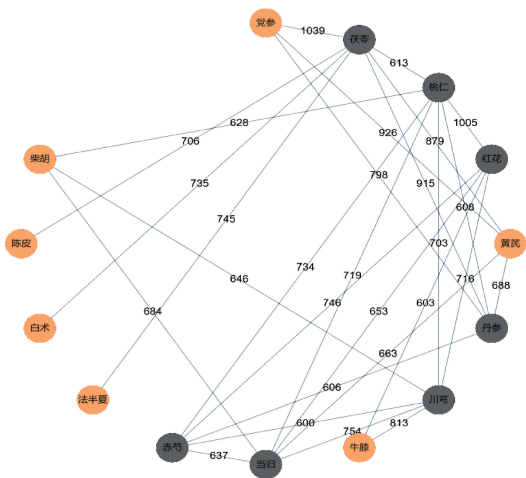 党参
1039
茯苓
613
桃仁
628
1005
706
926
879
柴胡
红花
735
798
915
608
陈皮
745
703
黄芪
734
719
646
716
688
746
684
653
603
白术
丹参
663
606
法半夏
川芎
600
754
813
赤芍
637
当归
牛膝